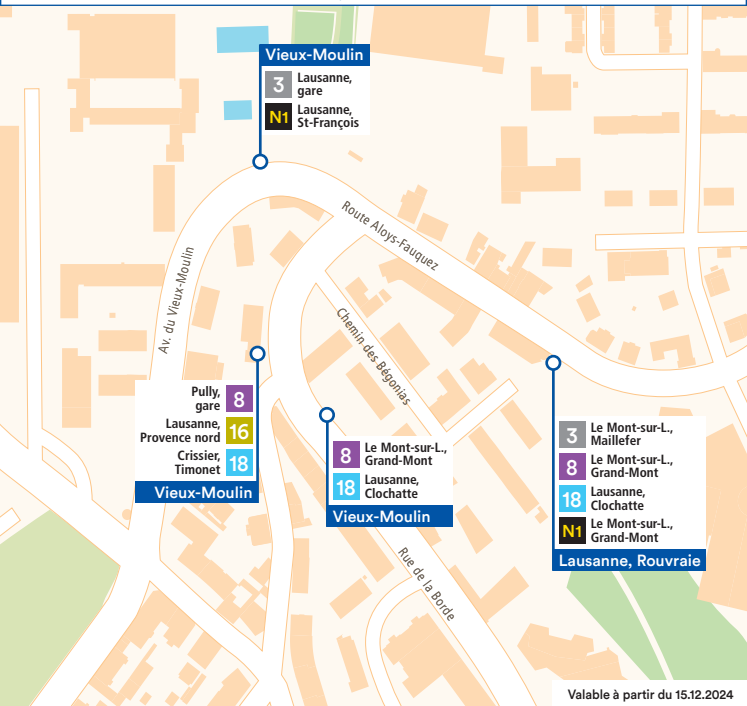 Vieux-Moulin
3 Lausanne,
gare
N1 Lausanne,
St-François
Route Aloys-Fauquez
Av. du Vieux-Moulin
Chemin des Bégonias
Pully,
gare 8
Lausanne,
Provence nord 16
Crissier,
Timonet 18
Vieux-Moulin
8 Le Mont-sur-L.,
Grand-Mont
18 Lausanne,
Clochatte
Vieux-Moulin
3 Le Mont-sur-L.,
Maillefer
8 Le Mont-sur-L.,
Grand-Mont
18 Lausanne,
Clochatte
N1 Le Mont-sur-L.,
Grand-Mont
Lausanne, Rouvraie
Rue de la Borde
Valable à partir du 15.12.2024